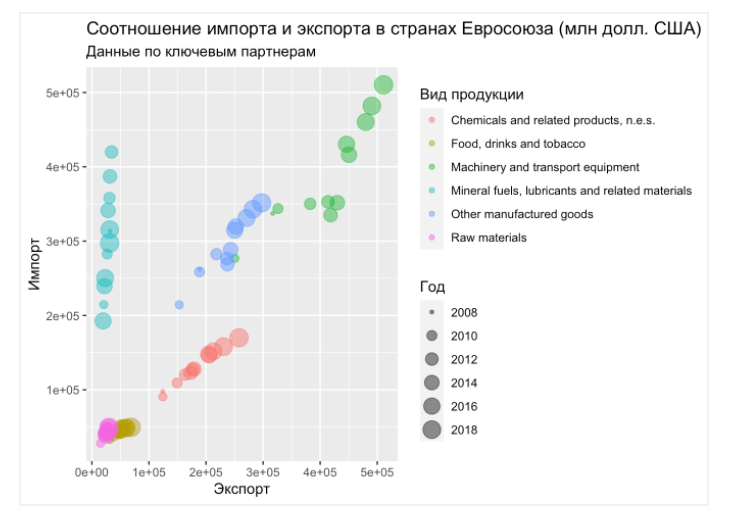 Соотношение импорта и экспорта в странах Евросоюза (млн долл. США)
Данные по ключевым партнерам
5e+05
4e+05
3e+05
2e+05
1e+05
Импорт
0e+00 1e+05 2e+05 3e+05 4e+05 5e+05
Экспорт
Вид продукции
Chemicals and related products, n.e.s.
Food, drinks and tobacco
Machinery and transport equipment
Mineral fuels, lubricants and related materials
Other manufactured goods
Raw materials
Год
2008
2010
2012
2014
2016
2018